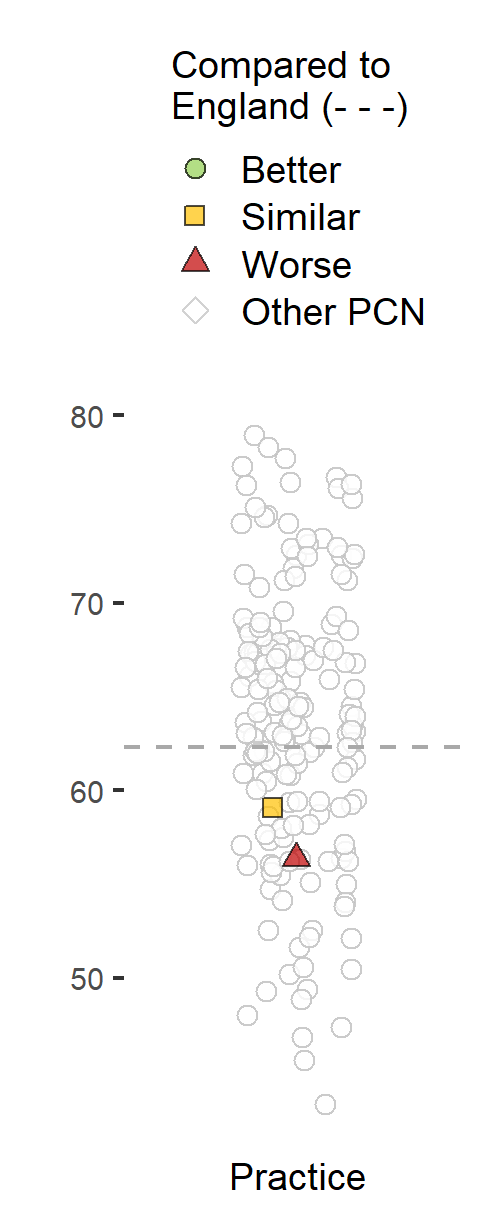 Compared to
England (- - -)
Better
Similar
Worse
Other PCN
80
70
60
50
Practice